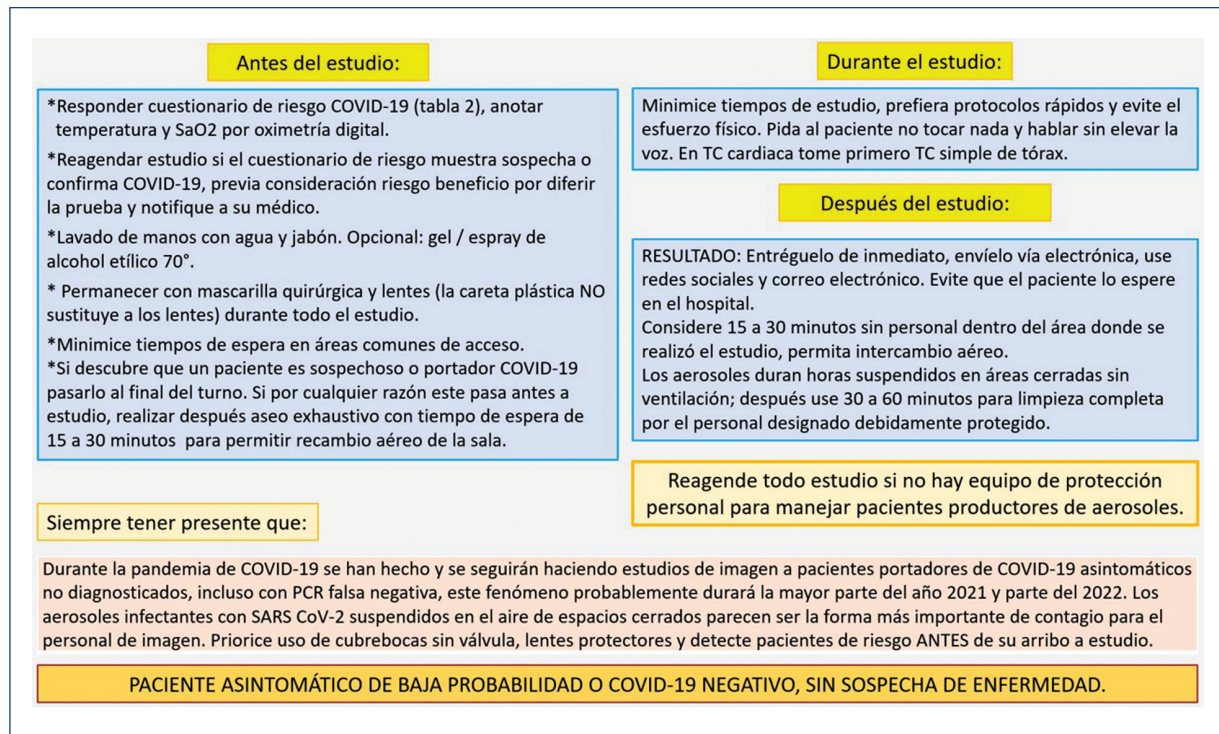 Antes del estudio:
*Responder cuestionario de riesgo COVID-19 (tabla 2), anotar
temperatura y SaO2 por oximetría digital.
*Reagendar estudio si el cuestionario de riesgo muestra sospecha o
confirma COVID-19, previa consideración riesgo beneficio por diferir
la prueba y notifique a su médico.
*Lavado de manos con agua y jabón. Opcional: gel / espray de
alcohol etílico 70°.
* Permanecer con mascarilla quirúrgica y lentes (la careta plástica NO
sustituye a los lentes) durante todo el estudio.
*Minimice tiempos de espera en áreas comunes de acceso.
*Si descubre que un paciente es sospechoso o portador COVID-19
pasarlo al final del turno. Si por cualquier razón este pasa antes a
estudio, realizar después aseo exhaustivo con tiempo de espera de
15 a 30 minutos para permitir recambio aéreo de la sala.
Durante el estudio:
Minimice tiempos de estudio, prefiera protocolos rápidos y evite el
esfuerzo físico. Pida al paciente no tocar nada y hablar sin elevar la
voz. En TC cardiaca tome primero TC simple de tórax.
Después del estudio:
RESULTADO: Entréguelo de inmediato, envíelo vía electrónica, use
redes sociales y correo electrónico. Evite que el paciente lo espere
en el hospital.
Considere 15 a 30 minutos sin personal dentro del área donde se
realizó el estudio, permita intercambio aéreo.
Los aerosoles duran horas suspendidos en áreas cerradas sin
ventilación; después use 30 a 60 minutos para limpieza completa
por el personal designado debidamente protegido.
Reagende todo estudio si no hay equipo de protección
personal para manejar pacientes productores de aerosoles.
Siempre tener presente que:
Durante la pandemia de COVID-19 se han hecho y se seguirán haciendo estudios de imagen a pacientes portadores de COVID-19 asintomáticos
no diagnosticados, incluso con PCR falsa negativa, este fenómeno probablemente durará la mayor parte del año 2021 y parte del 2022. Los
aerosoles infectantes con SARS CoV-2 suspendidos en el aire de espacios cerrados parecen ser la forma más importante de contagio para el
personal de imagen. Priorice uso de cubrebocas sin válvula, lentes protectores y detecte pacientes de riesgo ANTES de su arribo a estudio.
PACIENTE ASINTOMÁTICO DE BAJA PROBABILIDAD O COVID-19 NEGATIVO, SIN SOSPECHA DE ENFERMEDAD.